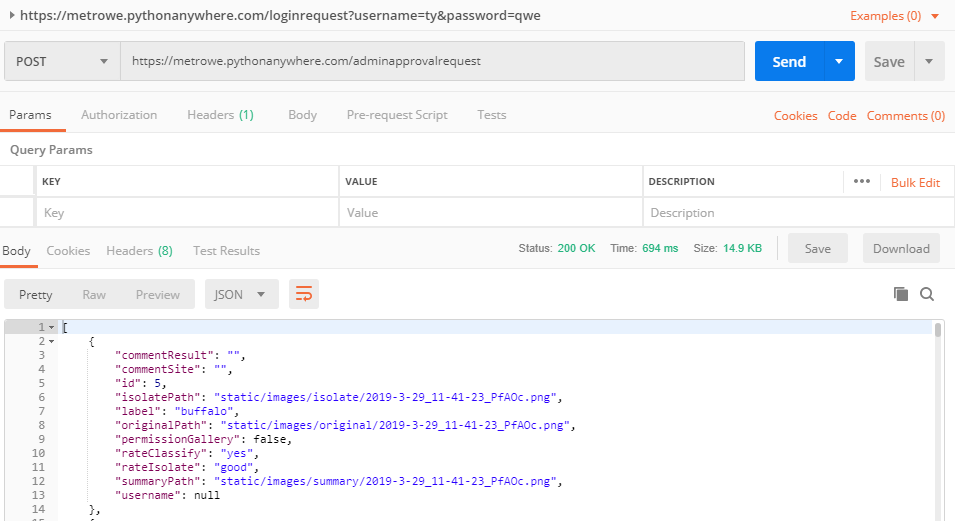 https://metrowe.pythonanywhere.com/loginrequest?username=ty&password=qwe Examples (0)
POST https://metrowe.pythonanywhere.com/adminapprovalrequest Send Save
Params Authorization Headers (1) Body Pre-request Script Tests Cookies Code Comments (0)
Query Params
KEY VALUE DESCRIPTION ••• Bulk Edit
Key Value Description
Body Cookies Headers (8) Test Results Status: 200 OK Time: 694 ms Size: 14.9 KB Save Download
Pretty Raw Preview JSON
1 [
2 {
3 "commentResult": "",
4 "commentSite": "",
5 "id": 5,
6 "isolatePath": "static/images/isolate/2019-3-29_11-41-23_PfAOc.png",
7 "label": "buffalo",
8 "originalPath": "static/images/original/2019-3-29_11-41-23_PfAOc.png",
9 "permissionGallery": false,
10 "rateClassify": "yes",
11 "rateIsolate": "good",
12 "summaryPath": "static/images/summary/2019-3-29_11-41-23_PfAOc.png",
13 "username": null
14 },